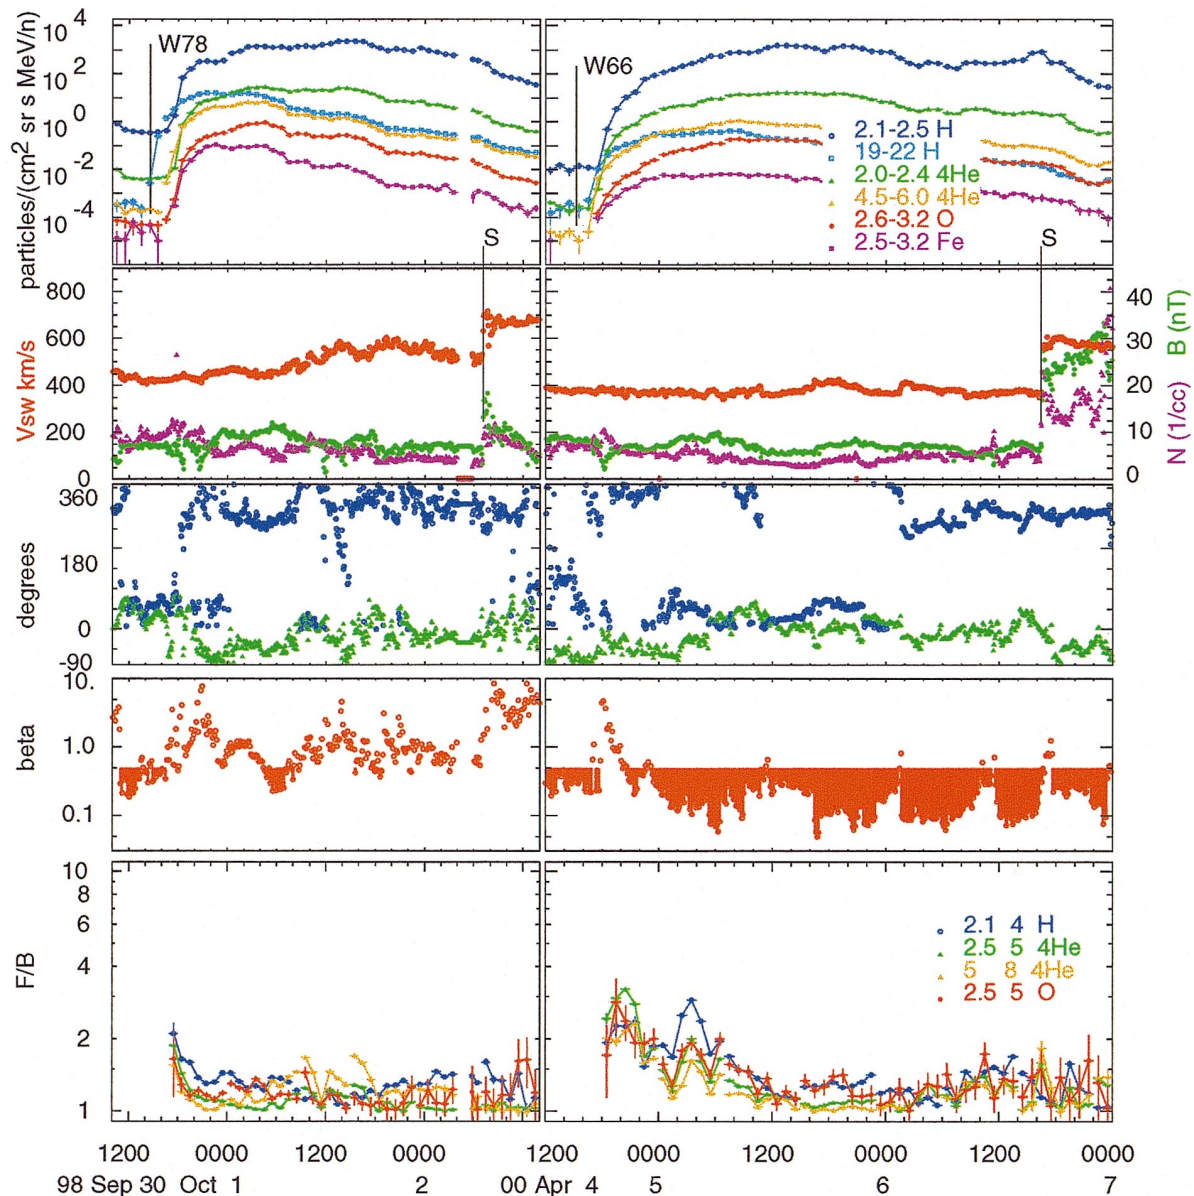 particles/(cm2 sr s MeV/n)
10 4
10 2
10 0
10 -2
10 -4
W78
W66
2.1-2.5 H
19-22 H
2.0-2.4 4He
4.5-6.0 4He
2.6-3.2 O
2.5-3.2 Fe
S
S
Vsw km/s
800
600
400
200
0
40
30
20
10
0
N (1/cc) B (nT)
degrees
360
180
0
-90
beta
10.
1.0
0.1
F/B
10
8
6
4
2
1
2.1 4 H
2.5 5 4He
5 8 4He
2.5 5 O
1200 0000 1200 0000 1200 0000 1200 0000 1200 0000
98 Sep 30 Oct 1 2 00 Apr 4 5 6 7